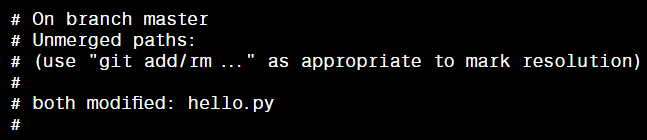 # On branch master
# Unmerged paths:
# (use "git add/rm ..." as appropriate to mark resolution)
#
# both modified: hello.py
#